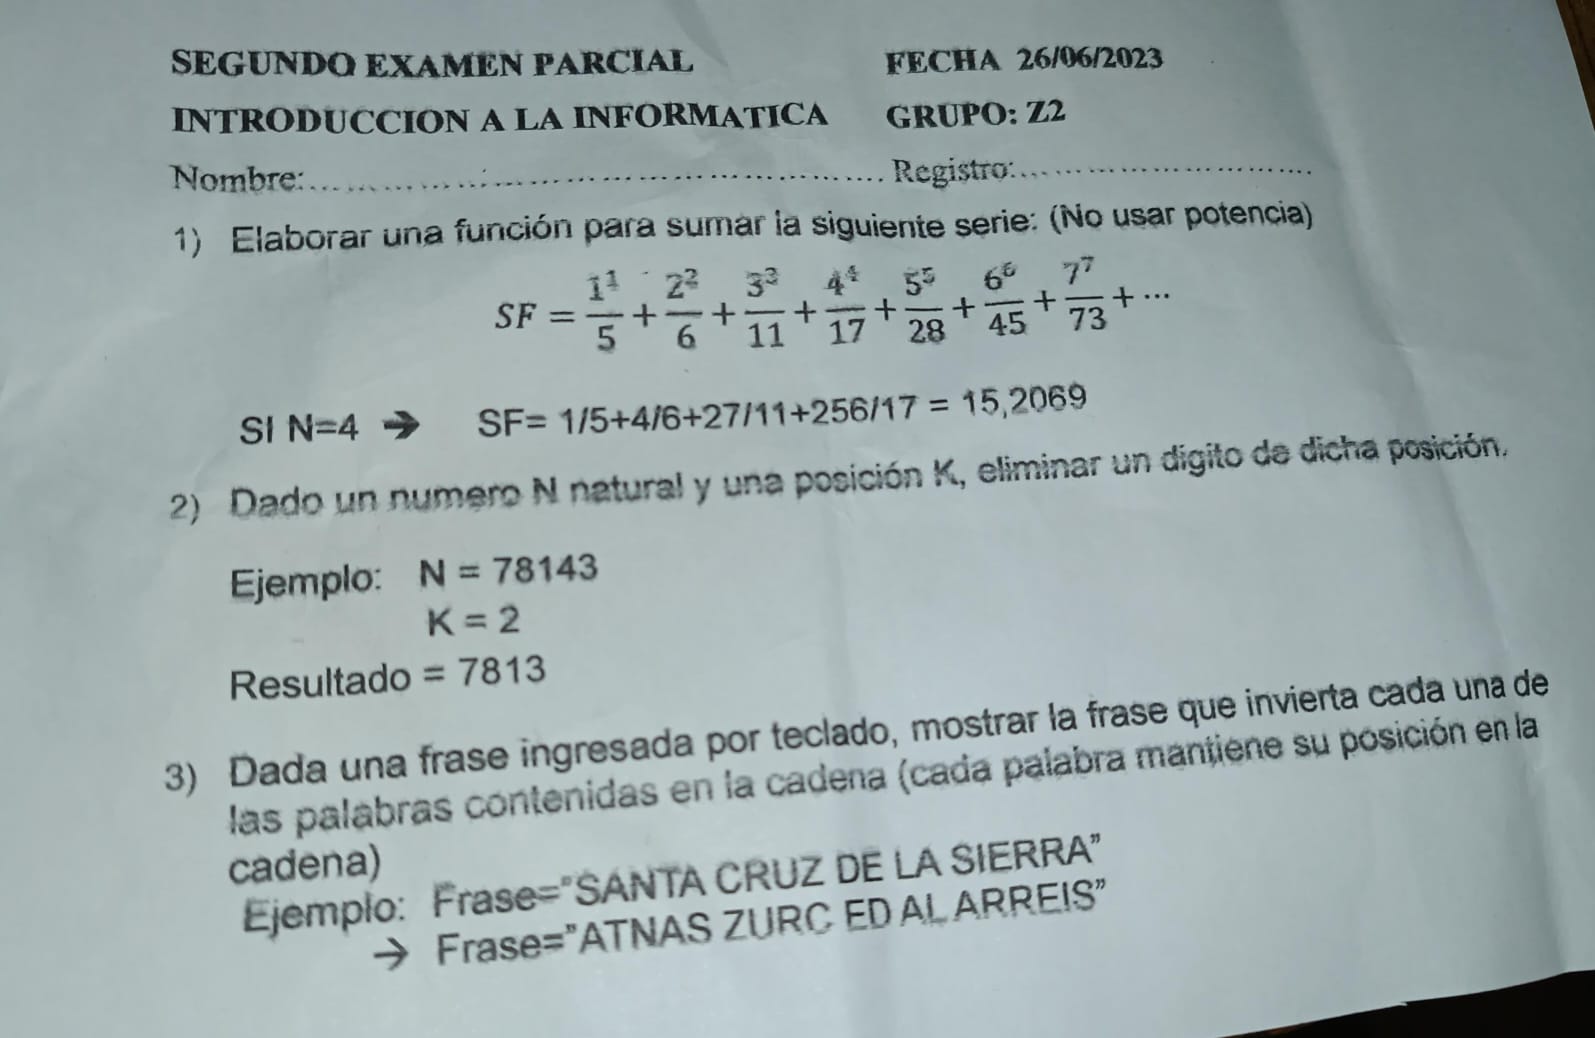 SEGUNDO EXAMEN PARCIAL FECHA 26/06/2023
INTRODUCCION A LA INFORMATICA GRUPO: Z2
Nombre:................................................ Registro:..............................
1) Elaborar una función para sumar la siguiente serie: (No usar potencia)
SF = 1¹/5 + 2²/6 + 3³/11 + 4⁴/17 + 5⁵/28 + 6⁶/45 + 7⁷/73 + ...
SI N=4 → SF= 1/5+4/6+27/11+256/17 = 15,2069
2) Dado un numero N natural y una posición K, eliminar un digito de dicha posición.
Ejemplo: N = 78143
K = 2
Resultado = 7813
3) Dada una frase ingresada por teclado, mostrar la frase que invierta cada una de
las palabras contenidas en la cadena (cada palabra mantiene su posición en la
cadena)
Ejemplo: Frase="SANTA CRUZ DE LA SIERRA"
→ Frase="ATNAS ZURC ED AL ARREIS"